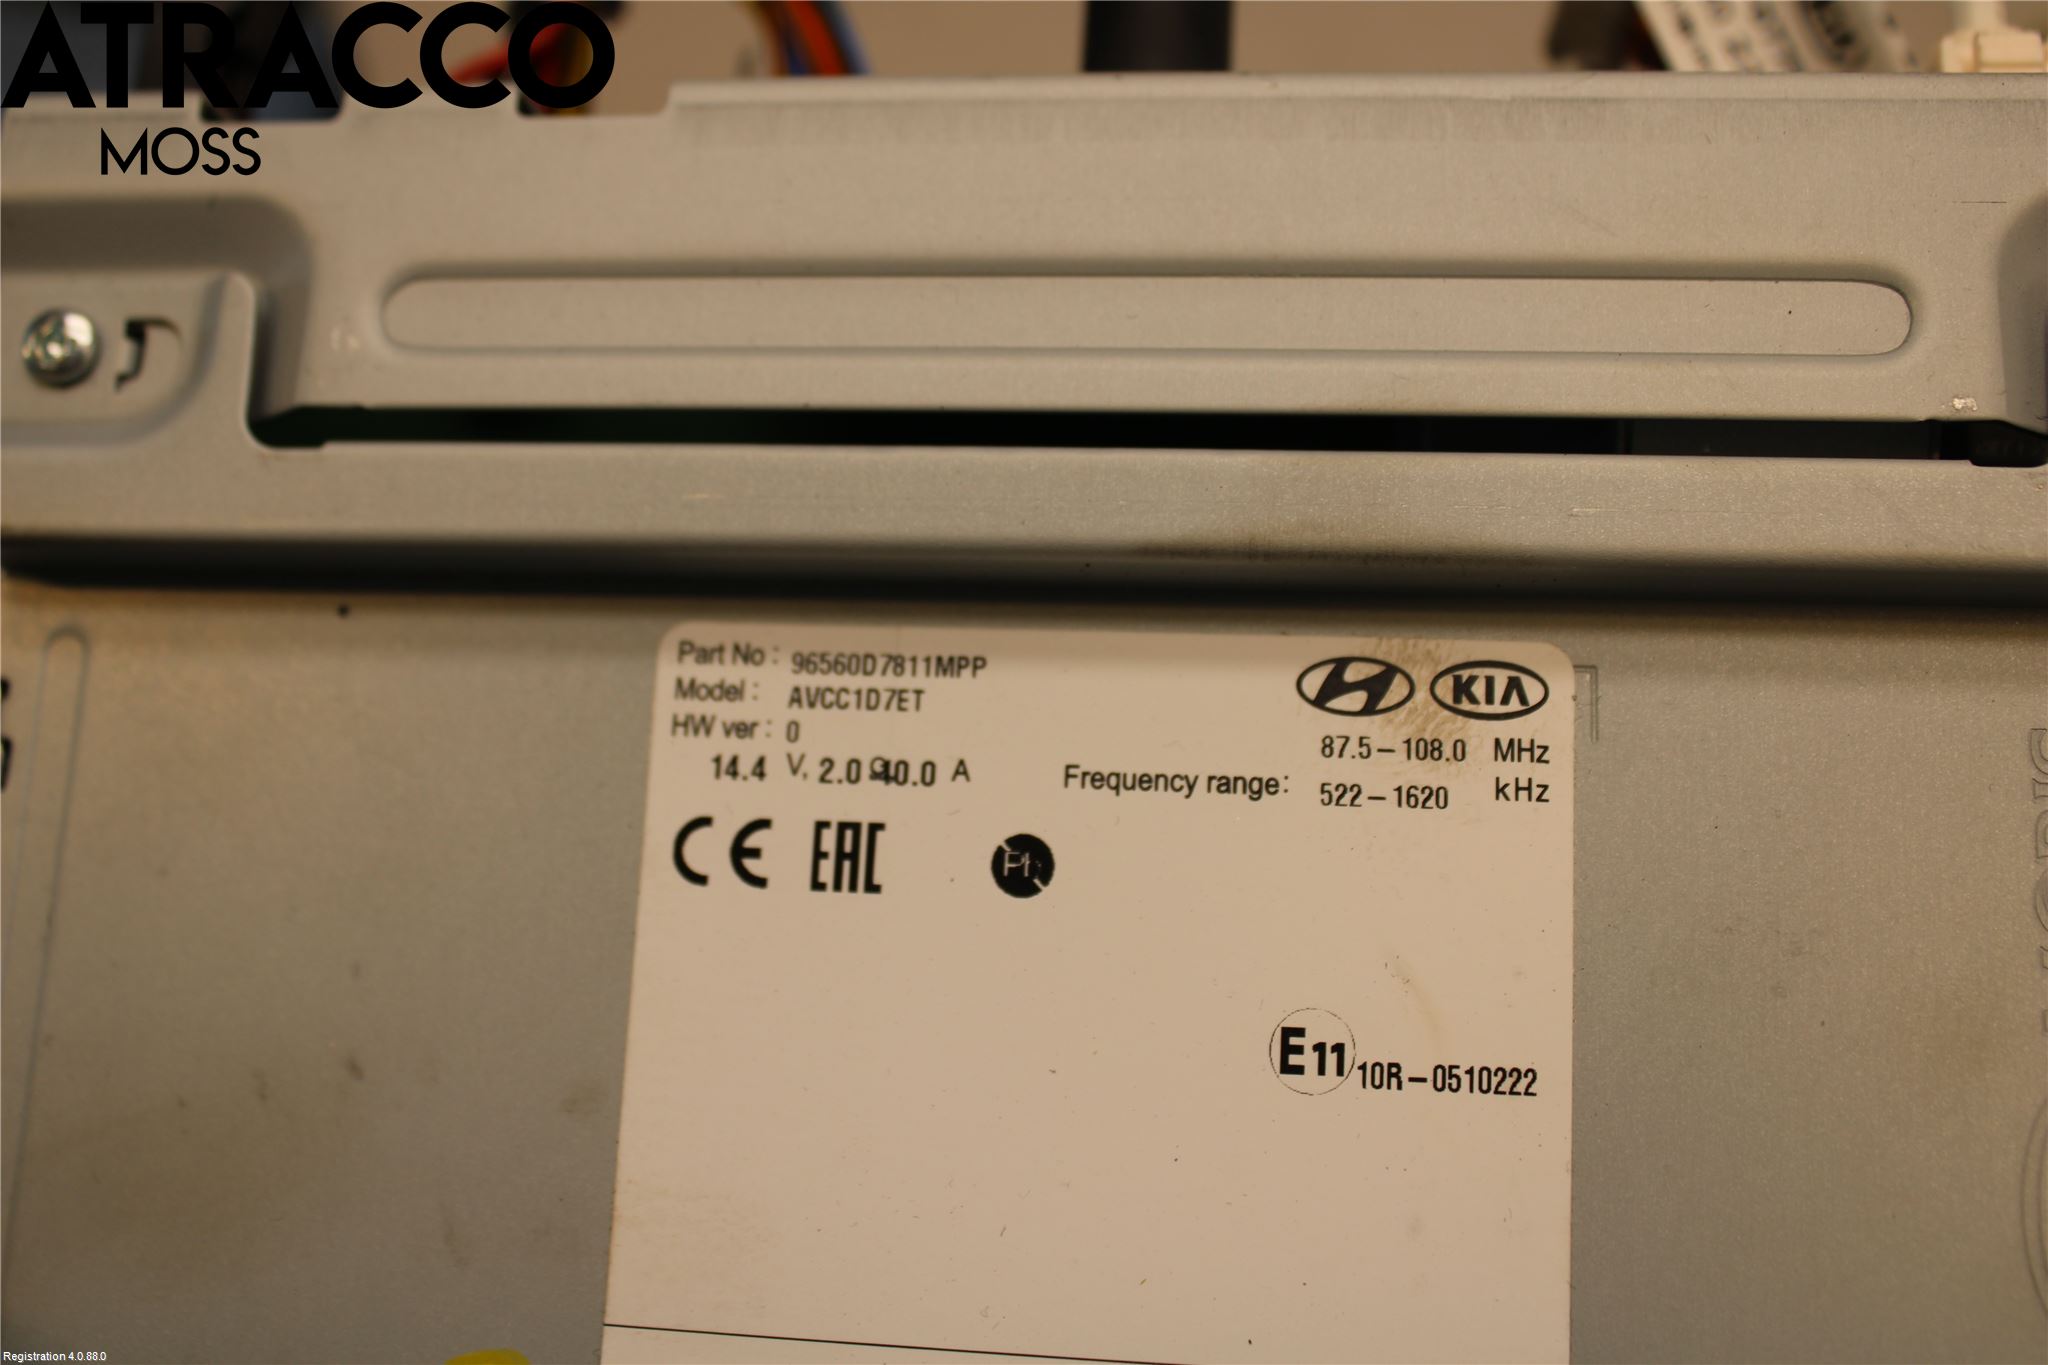 ATRACCO
MOSS
Part No : 96560D7811MPP
Model : AVCC1D7ET
HW ver : 0
14.4 V, 2.0 40.0 A
Frequency range: 87.5 – 108.0 MHz
522 – 1620 kHz
KIA
CE EAC
E11 10R – 0510222
Registration 4.0.88.0